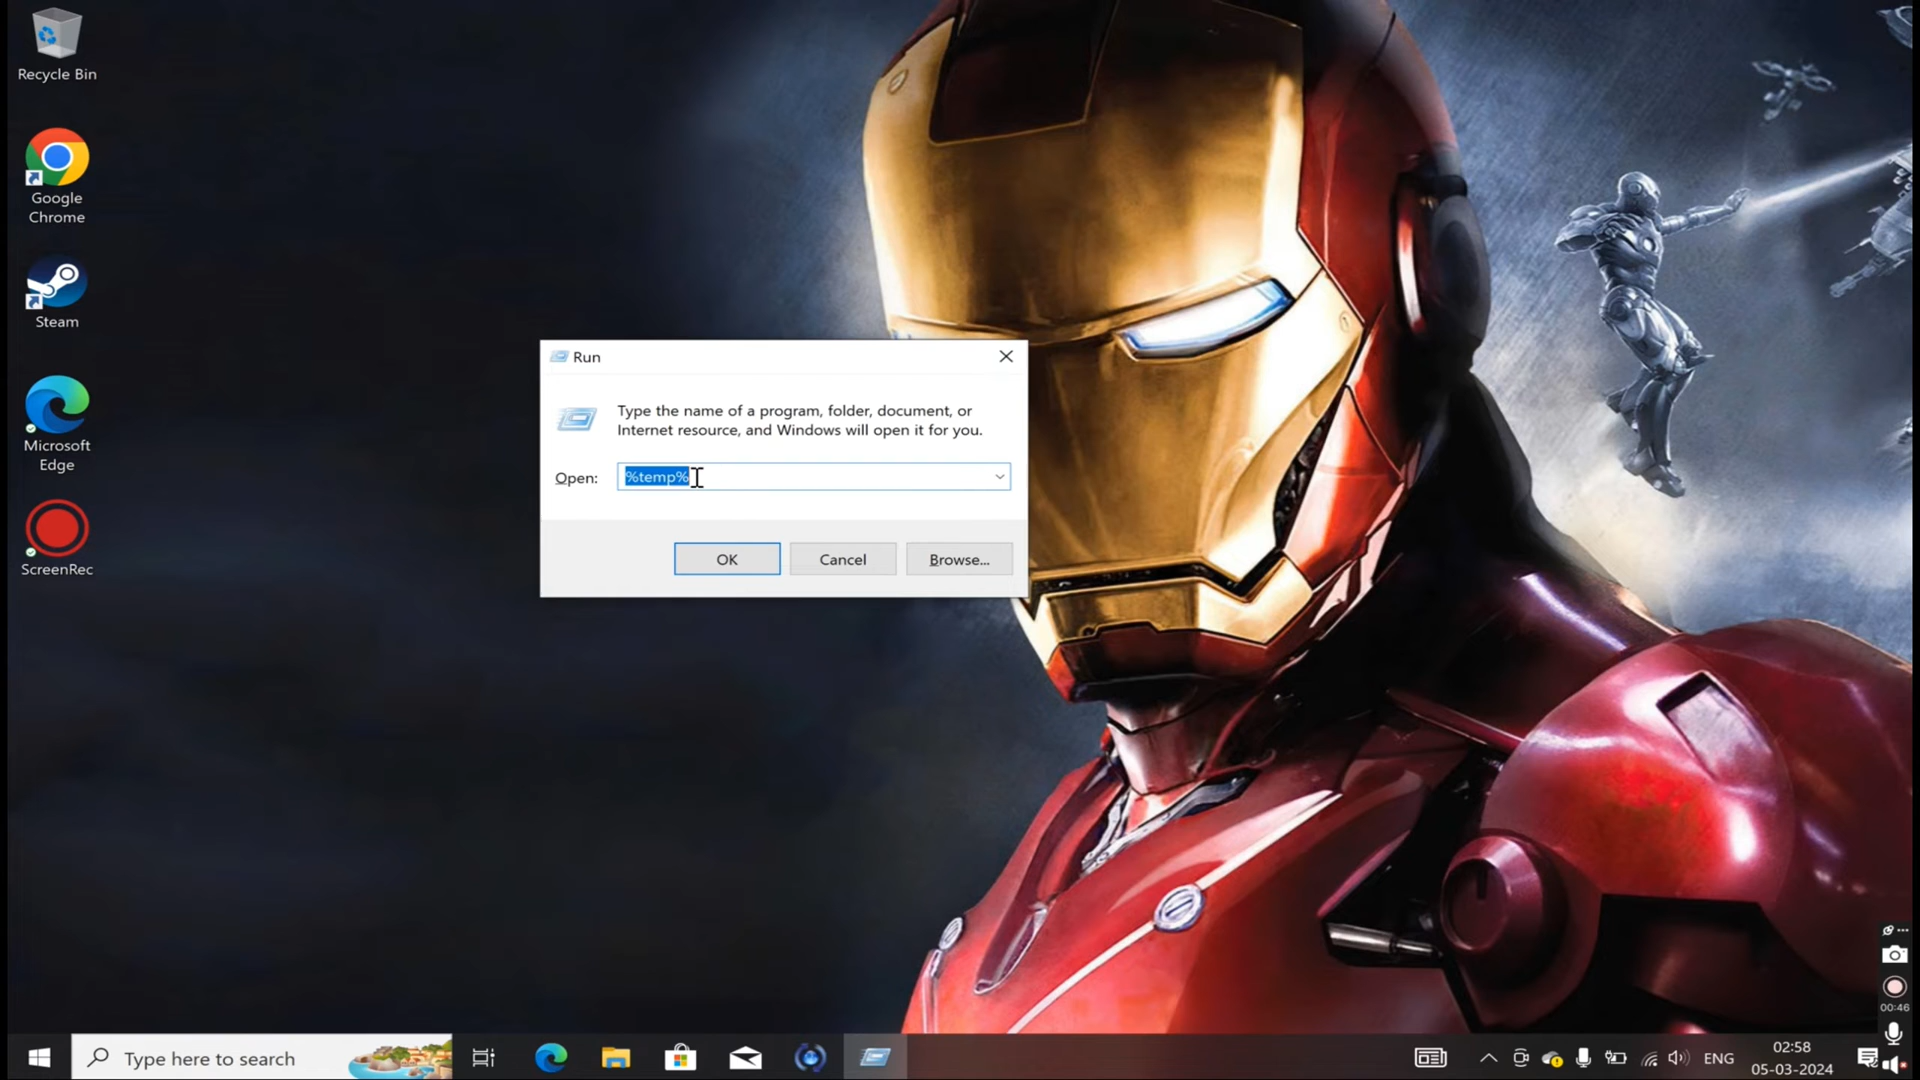 Recycle Bin
Google
Chrome
Steam
Microsoft
Edge
ScreenRec
Run
Type the name of a program, folder, document, or
Internet resource, and Windows will open it for you.
Open:
%temp%
OK
Cancel
Browse...
00:46
Type here to search
ENG
02:58
05-03-2024